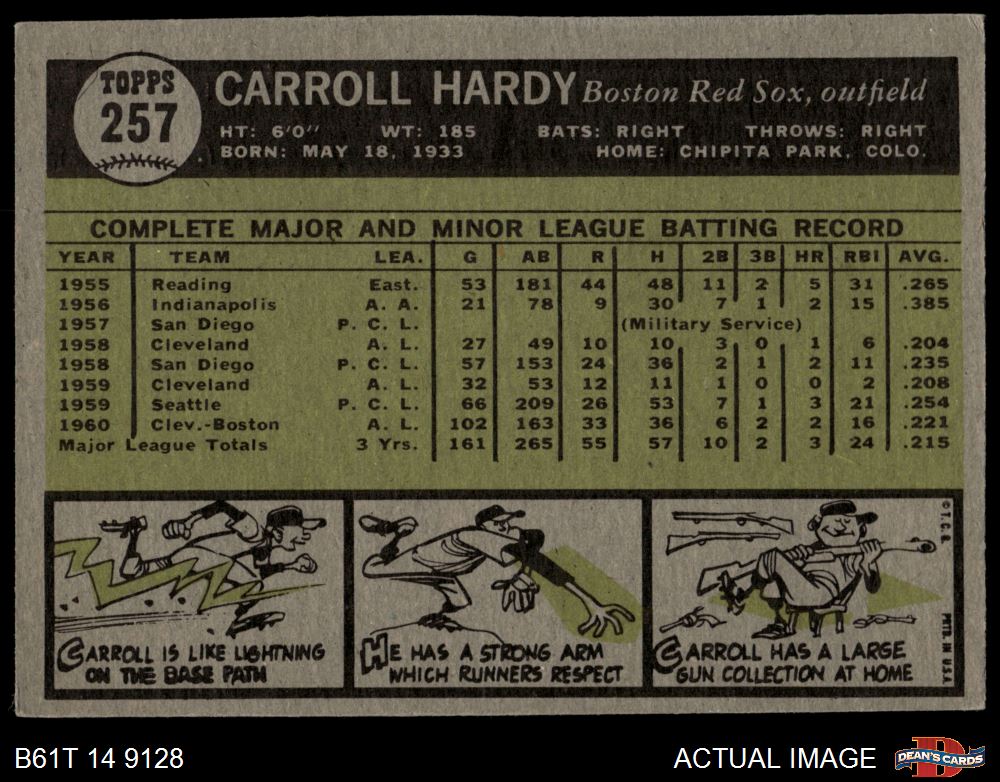 TOPPS
257
CARROLL HARDY Boston Red Sox, outfield
HT: 6'0" WT: 185 BATS: RIGHT THROWS: RIGHT
BORN: MAY 18, 1933 HOME: CHIPITA PARK, COLO.
COMPLETE MAJOR AND MINOR LEAGUE BATTING RECORD
YEAR TEAM LEA. G AB R H 2B 3B HR RBI AVG.
1955 Reading East. 53 181 44 48 11 2 5 31 .265
1956 Indianapolis A. A. 21 78 9 30 7 1 2 15 .385
1957 San Diego P. C. L. (Military Service)
1958 Cleveland A. L. 27 49 10 10 3 0 1 6 .204
1958 San Diego P. C. L. 57 153 24 36 2 1 2 11 .235
1959 Cleveland A. L. 32 53 12 11 1 0 0 2 .208
1959 Seattle P. C. L. 66 209 26 53 7 1 3 21 .254
1960 Clev.-Boston A. L. 102 163 33 36 6 2 2 16 .221
Major League Totals 3 Yrs. 161 265 55 57 10 2 3 24 .215
CARROLL IS LIKE LIGHTNING
ON THE BASE PATH
HE HAS A STRONG ARM
WHICH RUNNERS RESPECT
CARROLL HAS A LARGE
GUN COLLECTION AT HOME
© T. C. G. PRTD. IN U.S.A.
B61T 14 9128 ACTUAL IMAGE
D
DEAN'S CARDS